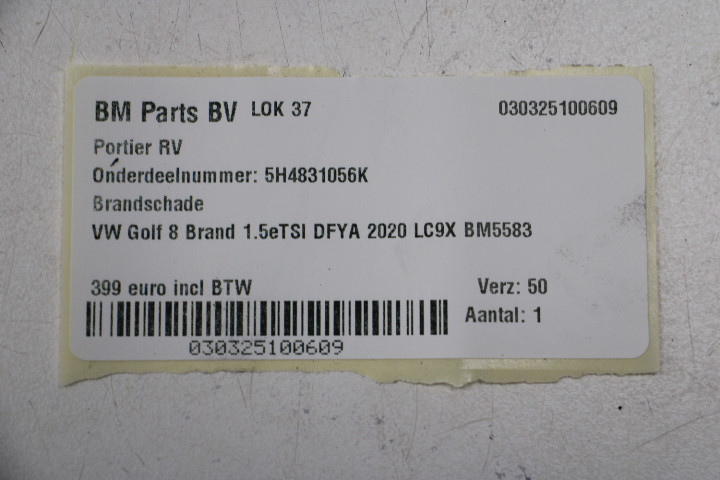 BM Parts BV LOK 37 030325100609
Portier RV
Onderdeelnummer: 5H4831056K
Brandschade
VW Golf 8 Brand 1.5eTSI DFYA 2020 LC9X BM5583
399 euro incl BTW Verz: 50
Aantal: 1
030325100609